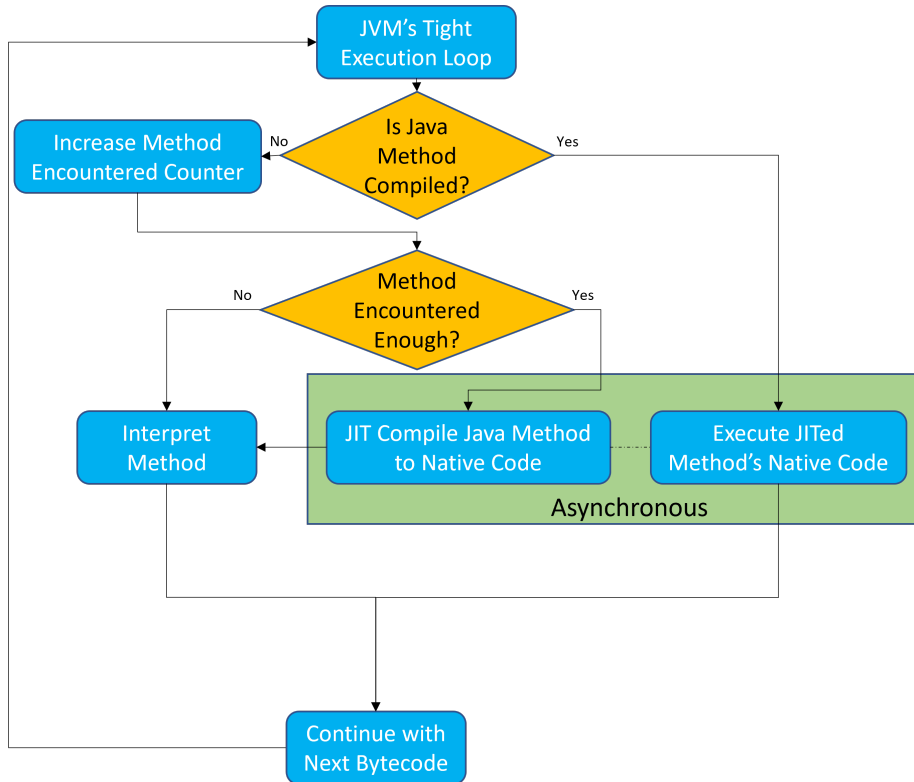 JVM's Tight
Execution Loop
Is Java
Method
Compiled?
No
Yes
Increase Method
Encountered Counter
Method
Encountered
Enough?
No
Yes
Interpret
Method
JIT Compile Java Method
to Native Code
Execute JITed
Method's Native Code
Asynchronous
Continue with
Next Bytecode